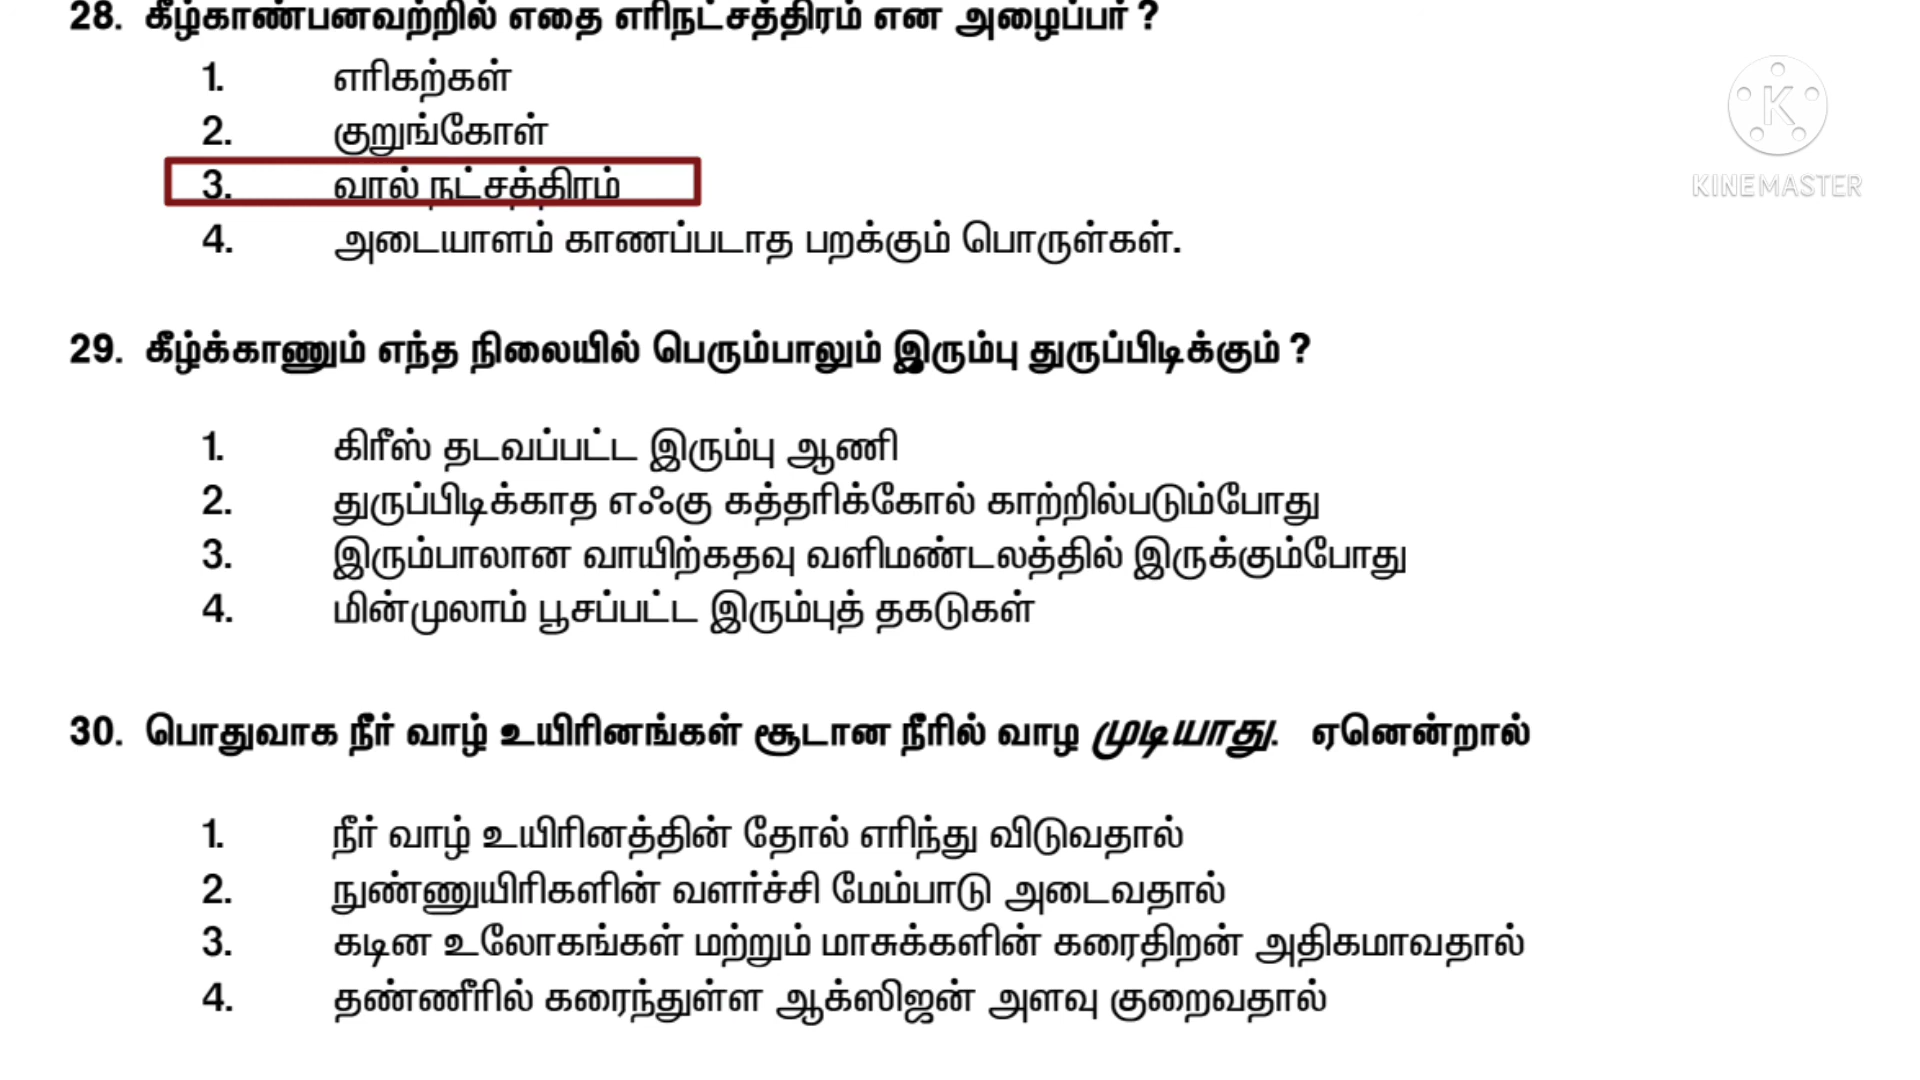 28. கீழ்காண்பனவற்றில் எதை எரிநட்சத்திரம் என அழைப்பர் ?
1. எரிகற்கள்
2. குறுங்கோள்
3. வால் நட்சத்திரம்
4. அடையாளம் காணப்படாத பறக்கும் பொருள்கள்.
KINEMASTER
29. கீழ்க்காணும் எந்த நிலையில் பெரும்பாலும் இரும்பு துருப்பிடிக்கும் ?
1. கிரீஸ் தடவப்பட்ட இரும்பு ஆணி
2. துருப்பிடிக்காத எஃகு கத்தரிக்கோல் காற்றில்படும்போது
3. இரும்பாலான வாயிற்கதவு வளிமண்டலத்தில் இருக்கும்போது
4. மின்முலாம் பூசப்பட்ட இரும்புத் தகடுகள்
30. பொதுவாக நீர் வாழ் உயிரினங்கள் சூடான நீரில் வாழ முடியாது. ஏனென்றால்
1. நீர் வாழ் உயிரினத்தின் தோல் எரிந்து விடுவதால்
2. நுண்ணுயிரிகளின் வளர்ச்சி மேம்பாடு அடைவதால்
3. கடின உலோகங்கள் மற்றும் மாசுக்களின் கரைதிறன் அதிகமாவதால்
4. தண்ணீரில் கரைந்துள்ள ஆக்ஸிஜன் அளவு குறைவதால்